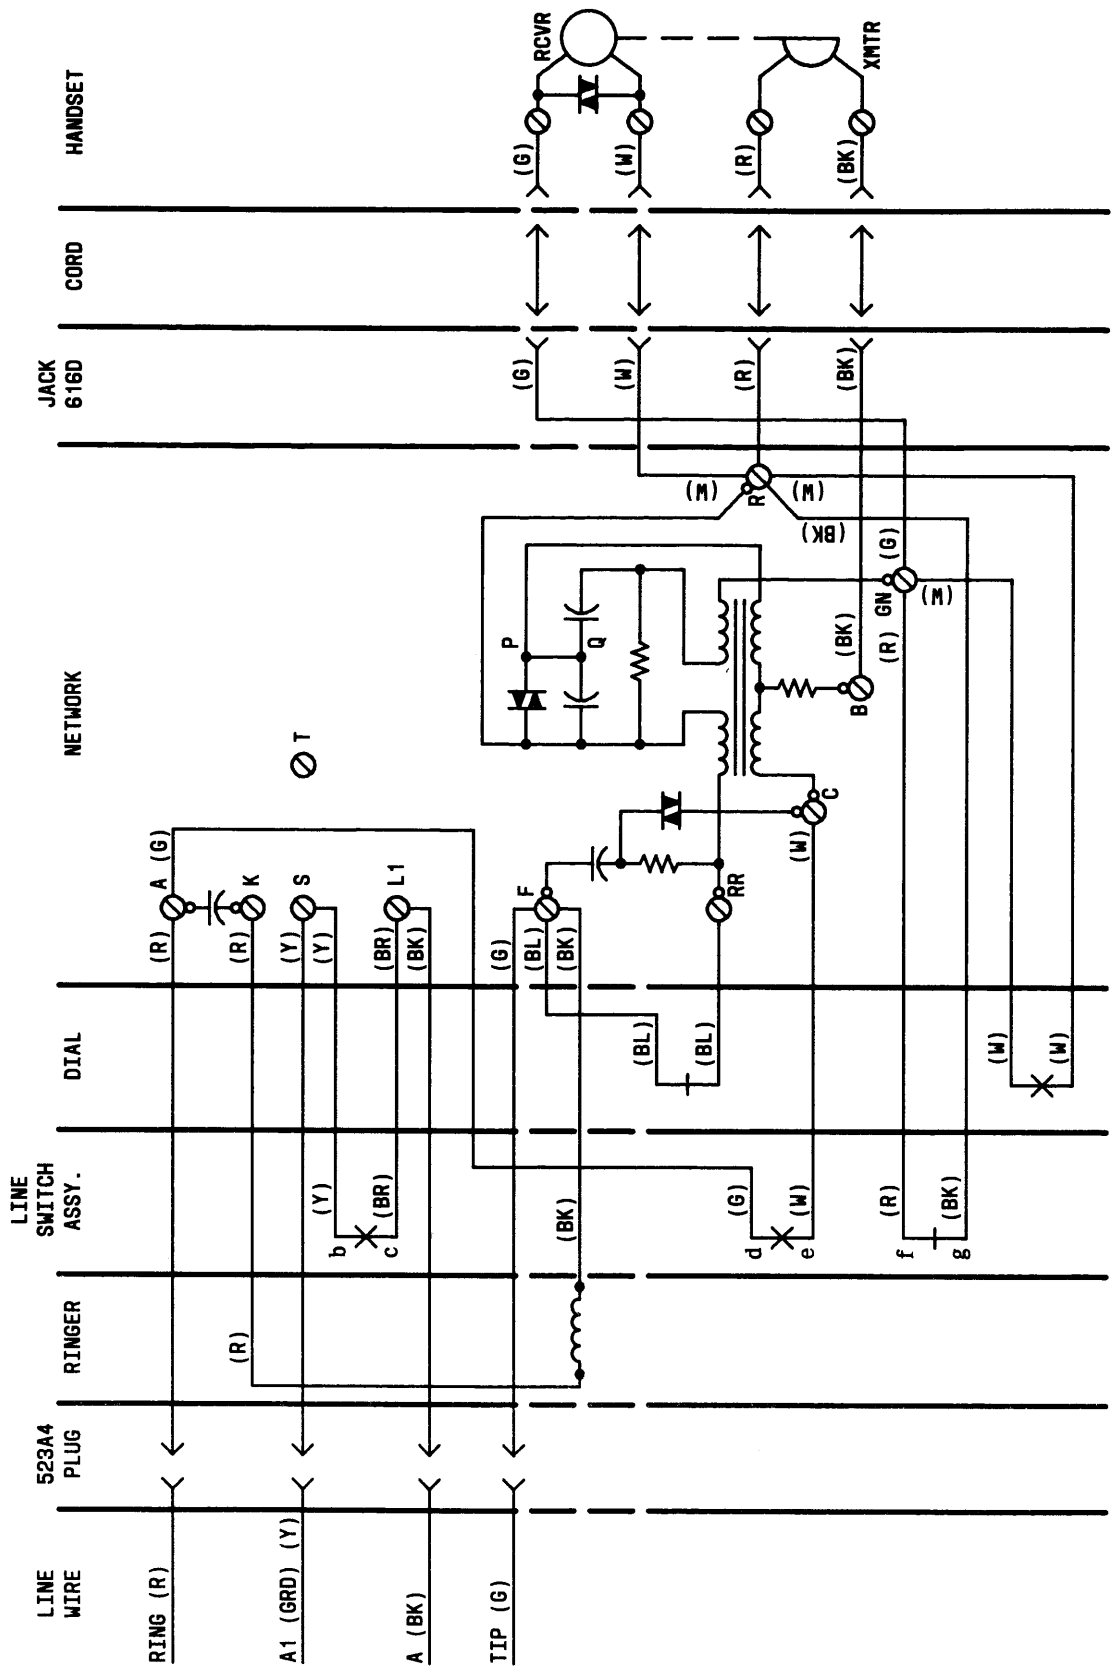 LINE
WIRE
523A4
PLUG
RINGER
LINE
SWITCH
ASSY.
DIAL
NETWORK
JACK
616D
CORD
HANDSET
RING (R)
(R) A (G)
(R)
(R) K
A1 (GRD) (Y)
(Y) S
T
b (Y)
(Y)
c (BR)
(BR) L1
A (BK)
(BK)
TIP (G)
(G) F
P
(G)
(G)
RCVR
(BL)
(BK)
(BK)
Q
(BL)
(W)
(W)
(BL)
RR
(W)
d (G)
R
(R)
(R)
e (W)
(W)
C
(W)
(BK)
B
(BK)
(BK)
(BK)
XMTR
f (R)
(R)
GN
(G)
(W)
g (BK)
(W)
(W)